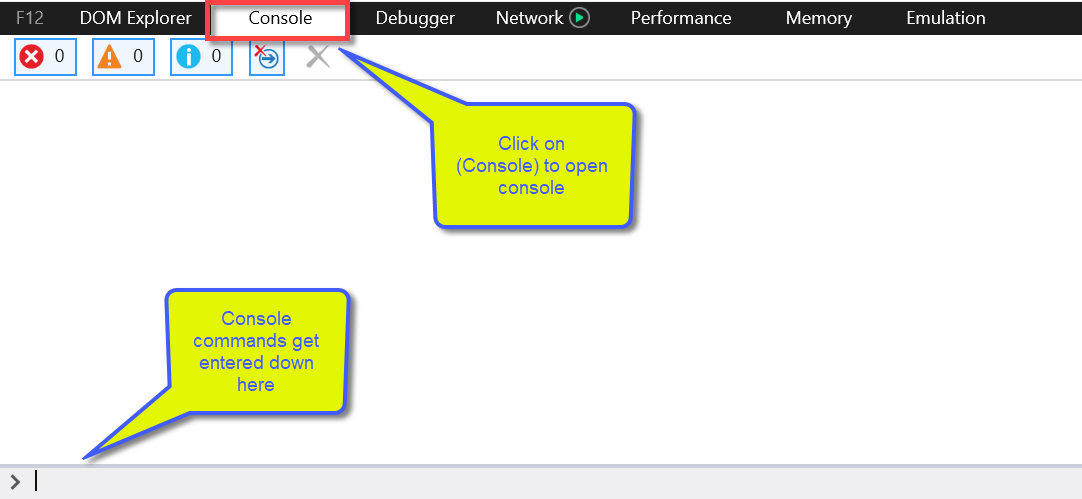 F12 DOM Explorer Console Debugger Network Performance Memory Emulation
0 0 0
Click on
(Console) to open
console
Console
commands get
entered down
here